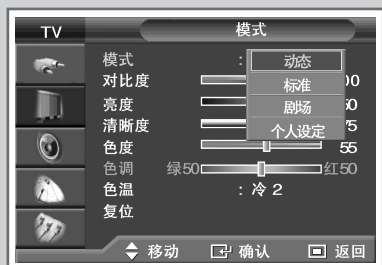 TV 模式
模式 : 动态
对比度 标准 00
亮度 剧场 50
清晰度 个人设定 75
色度 55
色调 绿50 红50
色温 : 冷 2
复位
移动 确认 返回